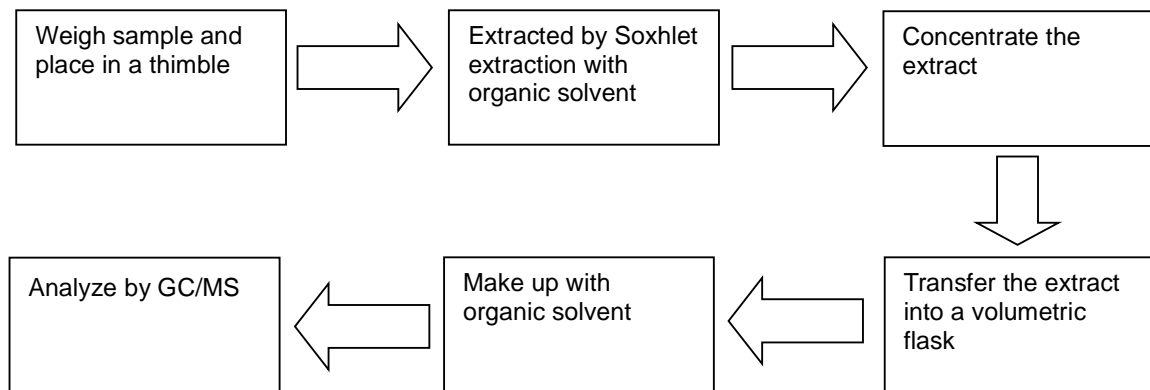 Weigh sample and
place in a thimble
Extracted by Soxhlet
extraction with
organic solvent
Concentrate the
extract
Transfer the extract
into a volumetric
flask
Make up with
organic solvent
Analyze by GC/MS